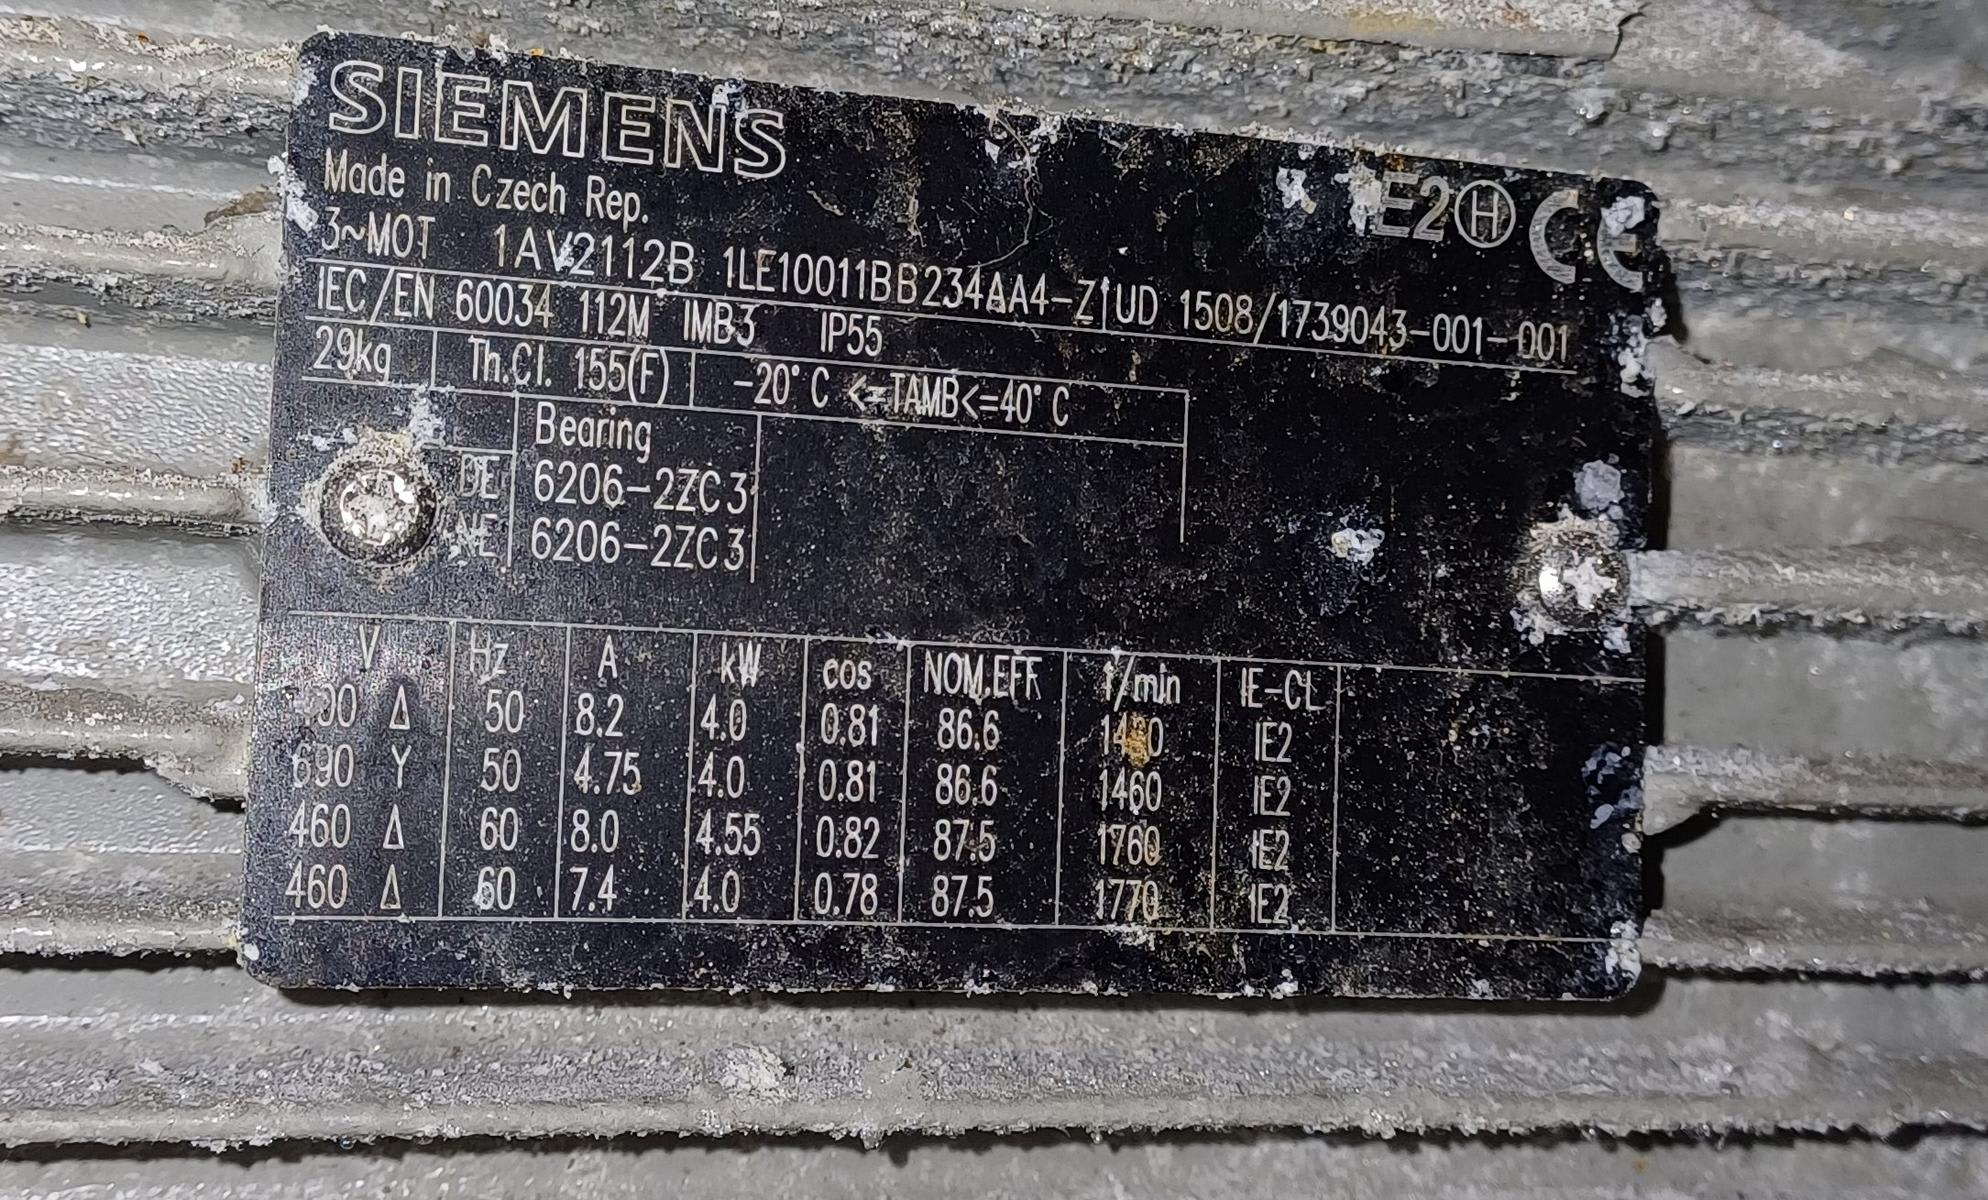 SIEMENS
IE2 H CE
Made in Czech Rep.
3~MOT 1AV2112B 1LE10011BB234AA4-Z UD 1508/1739043-001-001
IEC/EN 60034 112M IMB3 IP55
29kg Th.Cl. 155(F) -20°C <=TAMB<=40°C
Bearing
DE 6206-2ZC3
NE 6206-2ZC3
V Hz A kW cos NOM.EFF 1/min IE-CL
Δ 50 8.2 4.0 0.81 86.6 IE2
690 Y 50 4.75 4.0 0.81 86.6 1460 IE2
460 Δ 60 8.0 4.55 0.82 87.5 1760 IE2
460 Δ 60 7.4 4.0 0.78 87.5 1770 IE2